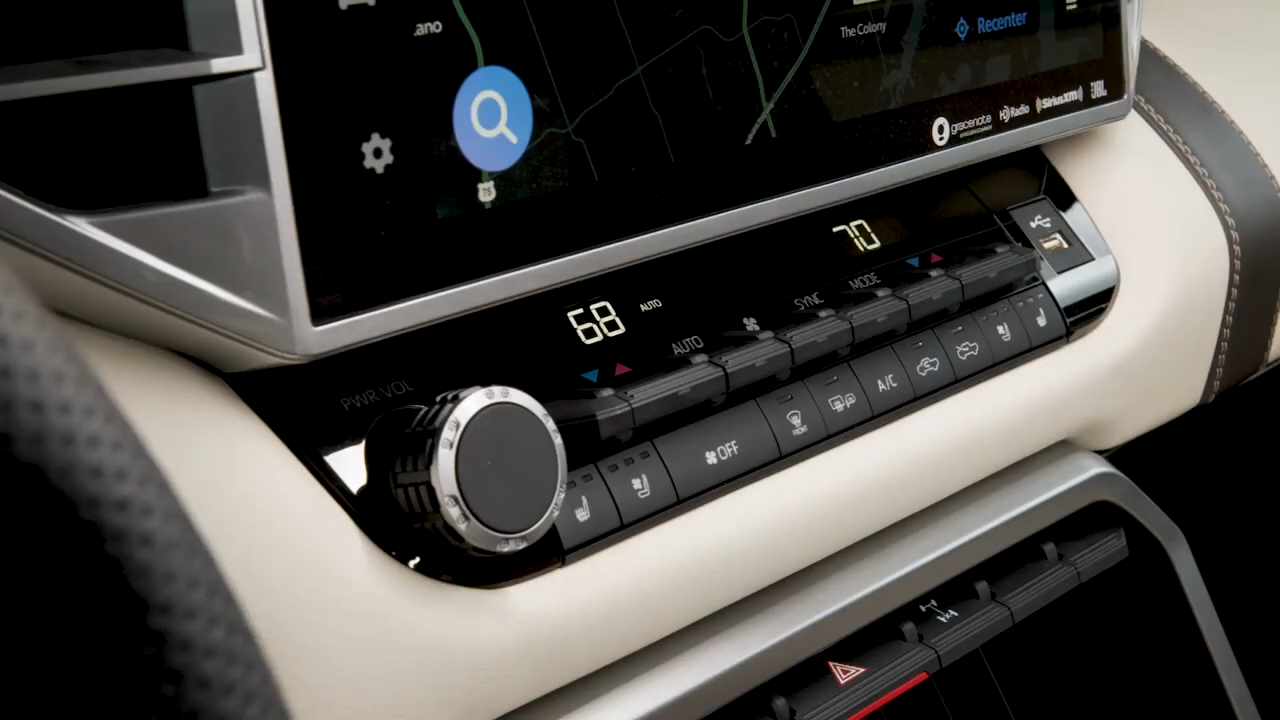 .ano
The Colony
Recenter
75
gracenote
HD Radio
((SiriusXM))
JBL
70
68 AUTO
MODE
SYNC
AUTO
PWR VOL
A/C
FRONT
OFF